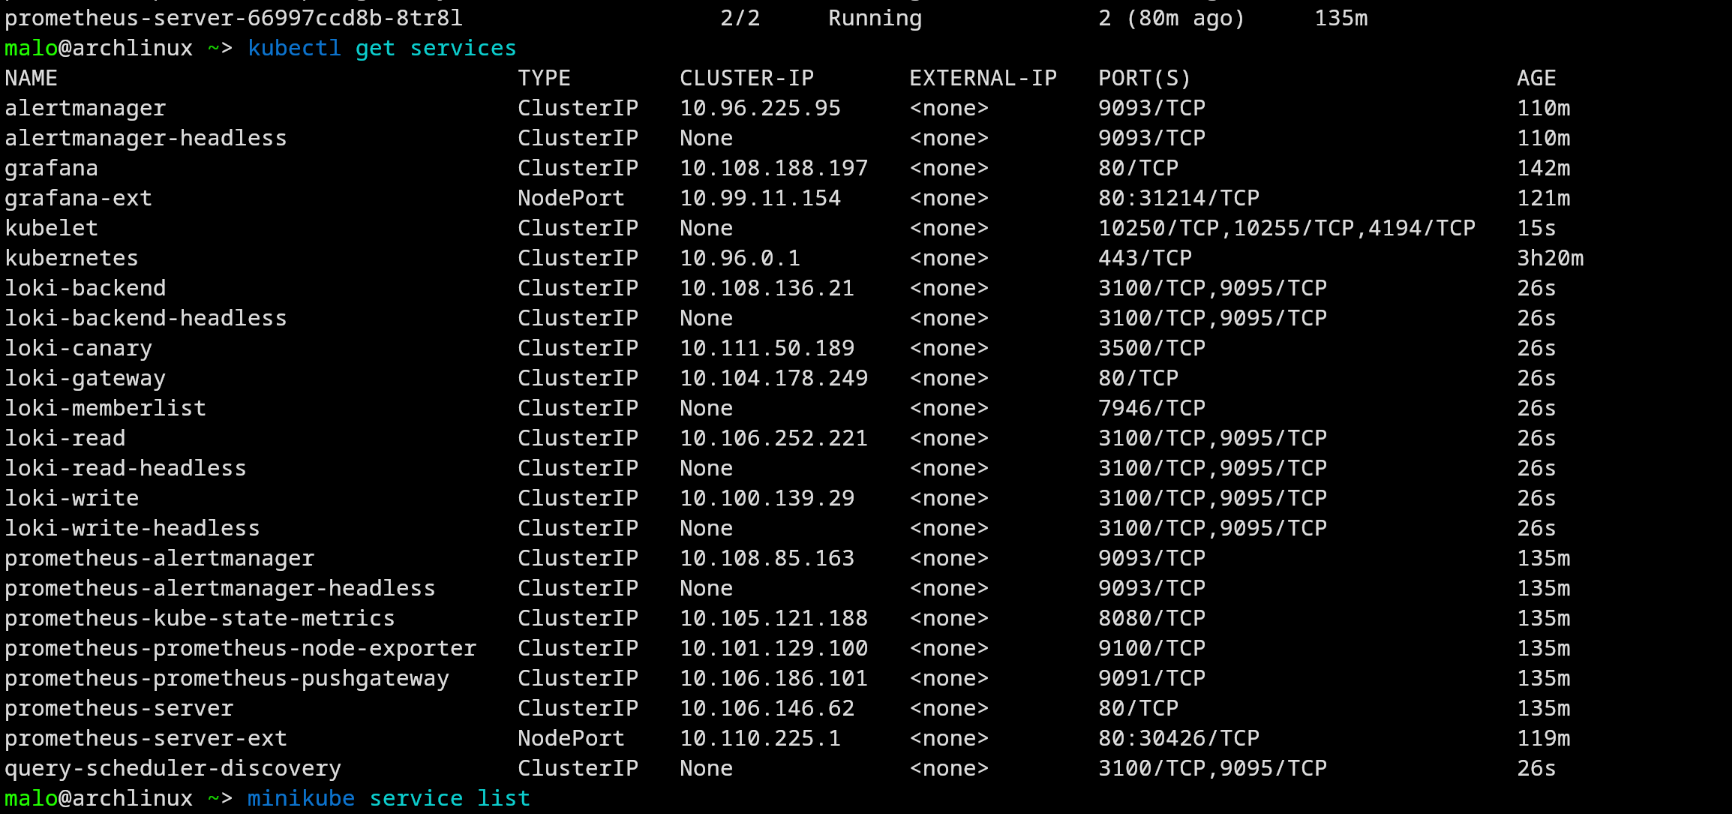 prometheus-server-66997ccd8b-8tr8l 2/2 Running 2 (80m ago) 135m
malo@archlinux ~> kubectl get services
NAME TYPE CLUSTER-IP EXTERNAL-IP PORT(S) AGE
alertmanager ClusterIP 10.96.225.95 <none> 9093/TCP 110m
alertmanager-headless ClusterIP None <none> 9093/TCP 110m
grafana ClusterIP 10.108.188.197 <none> 80/TCP 142m
grafana-ext NodePort 10.99.11.154 <none> 80:31214/TCP 121m
kubelet ClusterIP None <none> 10250/TCP,10255/TCP,4194/TCP 15s
kubernetes ClusterIP 10.96.0.1 <none> 443/TCP 3h20m
loki-backend ClusterIP 10.108.136.21 <none> 3100/TCP,9095/TCP 26s
loki-backend-headless ClusterIP None <none> 3100/TCP,9095/TCP 26s
loki-canary ClusterIP 10.111.50.189 <none> 3500/TCP 26s
loki-gateway ClusterIP 10.104.178.249 <none> 80/TCP 26s
loki-memberlist ClusterIP None <none> 7946/TCP 26s
loki-read ClusterIP 10.106.252.221 <none> 3100/TCP,9095/TCP 26s
loki-read-headless ClusterIP None <none> 3100/TCP,9095/TCP 26s
loki-write ClusterIP 10.100.139.29 <none> 3100/TCP,9095/TCP 26s
loki-write-headless ClusterIP None <none> 3100/TCP,9095/TCP 26s
prometheus-alertmanager ClusterIP 10.108.85.163 <none> 9093/TCP 135m
prometheus-alertmanager-headless ClusterIP None <none> 9093/TCP 135m
prometheus-kube-state-metrics ClusterIP 10.105.121.188 <none> 8080/TCP 135m
prometheus-prometheus-node-exporter ClusterIP 10.101.129.100 <none> 9100/TCP 135m
prometheus-prometheus-pushgateway ClusterIP 10.106.186.101 <none> 9091/TCP 135m
prometheus-server ClusterIP 10.106.146.62 <none> 80/TCP 135m
prometheus-server-ext NodePort 10.110.225.1 <none> 80:30426/TCP 119m
query-scheduler-discovery ClusterIP None <none> 3100/TCP,9095/TCP 26s
malo@archlinux ~> minikube service list